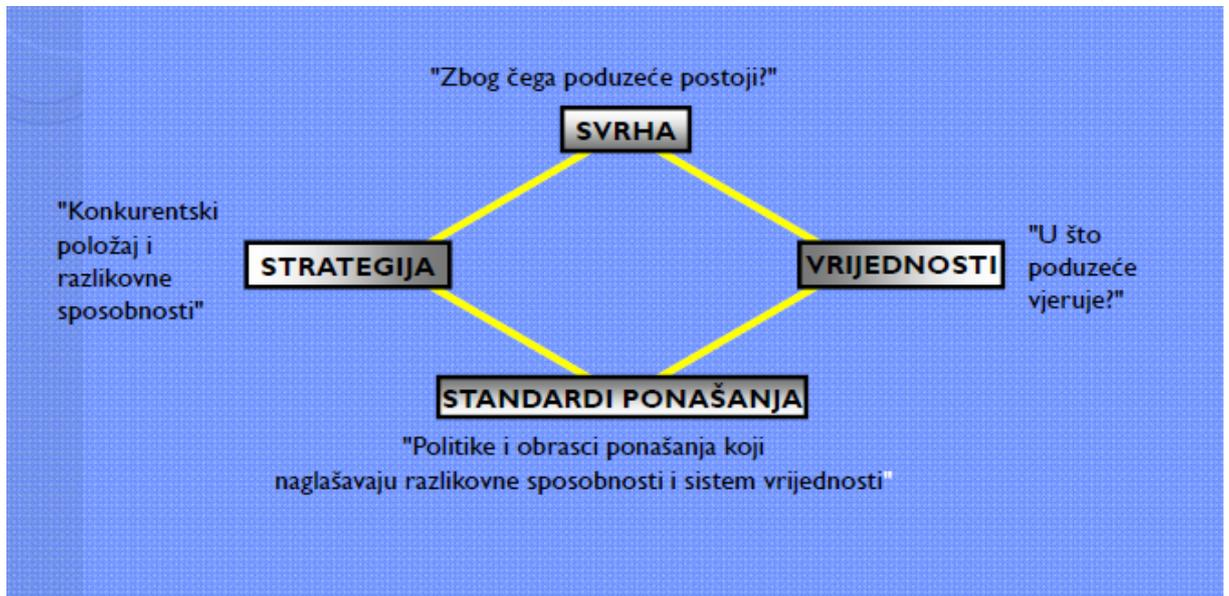 "Zbog čega poduzeće postoji?"
SVRHA
"Konkurentski
položaj i
razlikovne
sposobnosti"
STRATEGIJA
VRIJEDNOSTI
"U što
poduzeće
vjeruje?"
STANDARDI PONAŠANJA
"Politike i obrasci ponašanja koji
naglašavaju razlikovne sposobnosti i sistem vrijednosti"